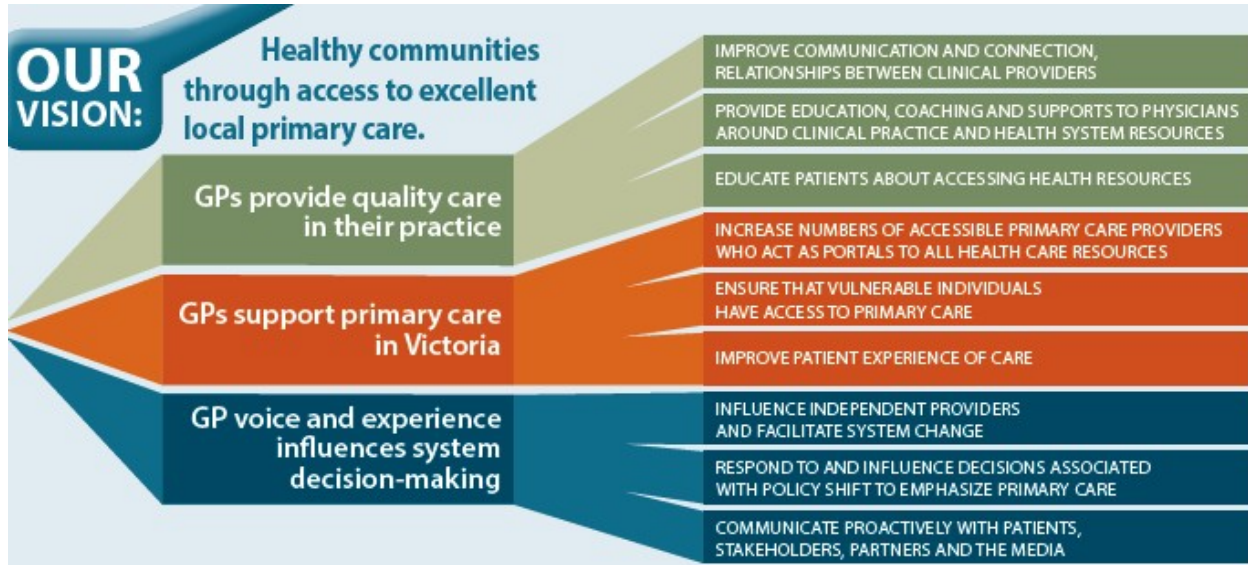 OUR
VISION:
Healthy communities
through access to excellent
local primary care.
GPs provide quality care
in their practice
IMPROVE COMMUNICATION AND CONNECTION,
RELATIONSHIPS BETWEEN CLINICAL PROVIDERS
PROVIDE EDUCATION, COACHING AND SUPPORTS TO PHYSICIANS
AROUND CLINICAL PRACTICE AND HEALTH SYSTEM RESOURCES
EDUCATE PATIENTS ABOUT ACCESSING HEALTH RESOURCES
GPs support primary care
in Victoria
INCREASE NUMBERS OF ACCESSIBLE PRIMARY CARE PROVIDERS
WHO ACT AS PORTALS TO ALL HEALTH CARE RESOURCES
ENSURE THAT VULNERABLE INDIVIDUALS
HAVE ACCESS TO PRIMARY CARE
IMPROVE PATIENT EXPERIENCE OF CARE
GP voice and experience
influences system
decision-making
INFLUENCE INDEPENDENT PROVIDERS
AND FACILITATE SYSTEM CHANGE
RESPOND TO AND INFLUENCE DECISIONS ASSOCIATED
WITH POLICY SHIFT TO EMPHASIZE PRIMARY CARE
COMMUNICATE PROACTIVELY WITH PATIENTS,
STAKEHOLDERS, PARTNERS AND THE MEDIA